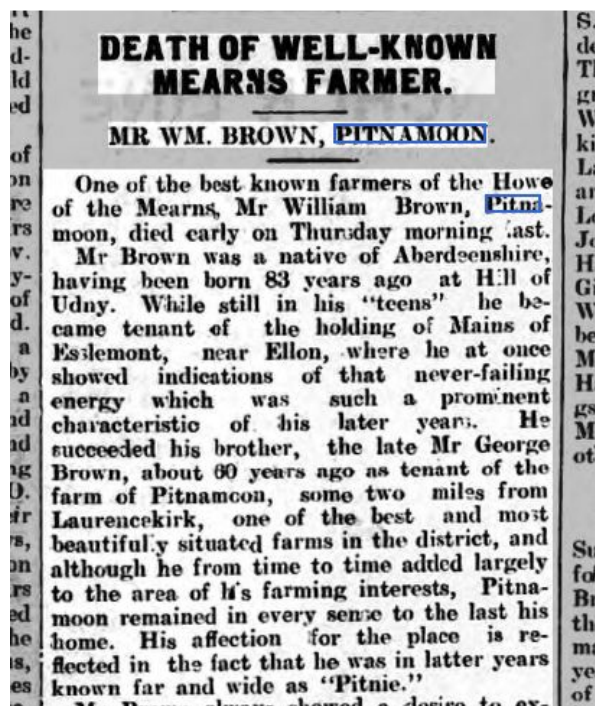 DEATH OF WELL-KNOWN
MEARNS FARMER.
MR WM. BROWN, PITNAMOON.
One of the best known farmers of the Howe
of the Mearns, Mr William Brown, Pitna-
moon, died early on Thursday morning last.
Mr Brown was a native of Aberdeenshire,
having been born 83 years ago at Hill of
Udny. While still in his "teens" he be-
came tenant of the holding of Mains of
Esslemont, near Ellon, where he at once
showed indications of that never-failing
energy which was such a prominent
characteristic of his later years. He
succeeded his brother, the late Mr George
Brown, about 60 years ago as tenant of the
farm of Pitnamoon, some two miles from
Laurencekirk, one of the best and most
beautifully situated farms in the district, and
although he from time to time added largely
to the area of his farming interests, Pitna-
moon remained in every sense to the last his
home. His affection for the place is re-
flected in the fact that he was in latter years
known far and wide as "Pitnie."